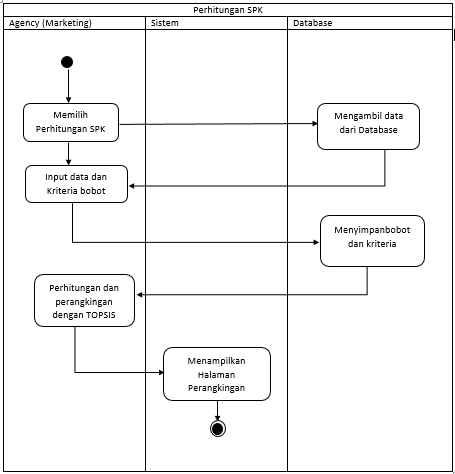 Perhitungan SPK
Agency (Marketing)
Sistem
Database
Memilih
Perhitungan SPK
Mengambil data
dari Database
Input data dan
Kriteria bobot
Menyimpanbobot
dan kriteria
Perhitungan dan
perangkingan
dengan TOPSIS
Menampilkan
Halaman
Perangkingan